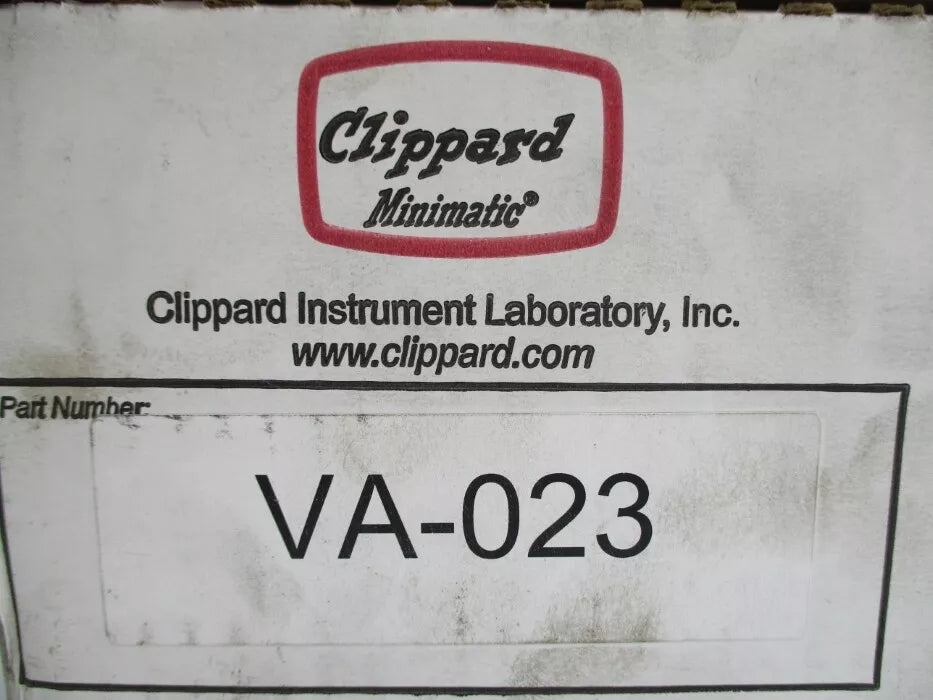 Clippard
Minimatic®
Clippard Instrument Laboratory, Inc.
www.clippard.com
Part Number:
VA-023